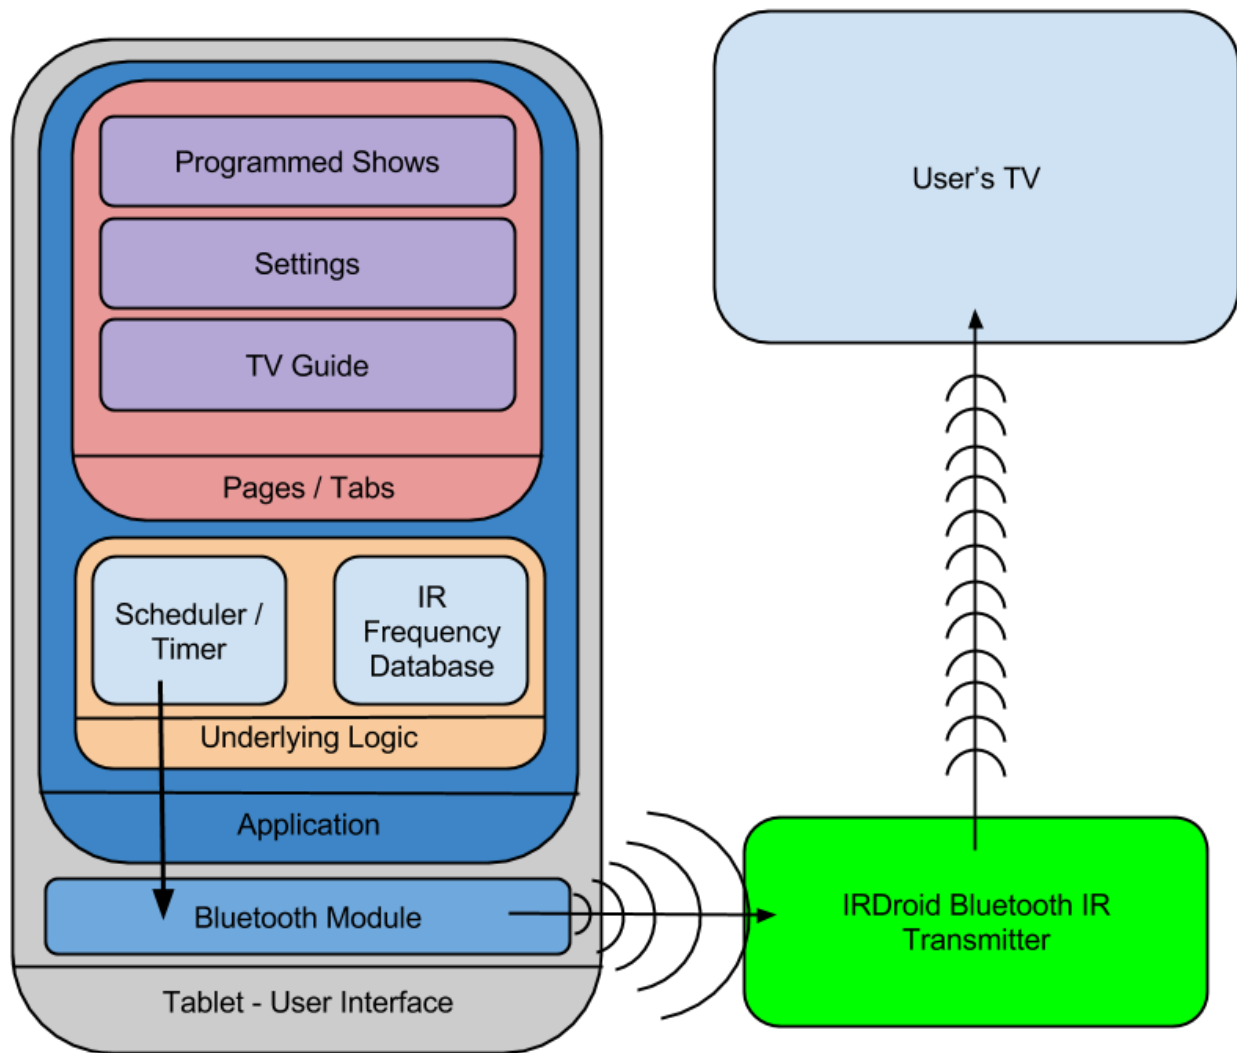 Programmed Shows
Settings
TV Guide
Pages / Tabs
Scheduler /
Timer
IR
Frequency
Database
Underlying Logic
Application
Bluetooth Module
Tablet - User Interface
User’s TV
IRDroid Bluetooth IR
Transmitter